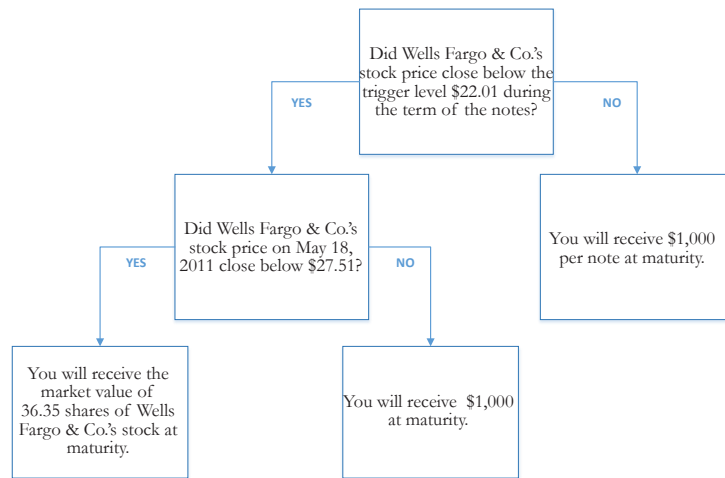 Did Wells Fargo & Co.'s
stock price close below the
trigger level $22.01 during
the term of the notes?
YES
NO
Did Wells Fargo & Co.'s
stock price on May 18,
2011 close below $27.51?
You will receive $1,000
per note at maturity.
YES
NO
You will receive the
market value of
36.35 shares of Wells
Fargo & Co.'s stock at
maturity.
You will receive $1,000
at maturity.